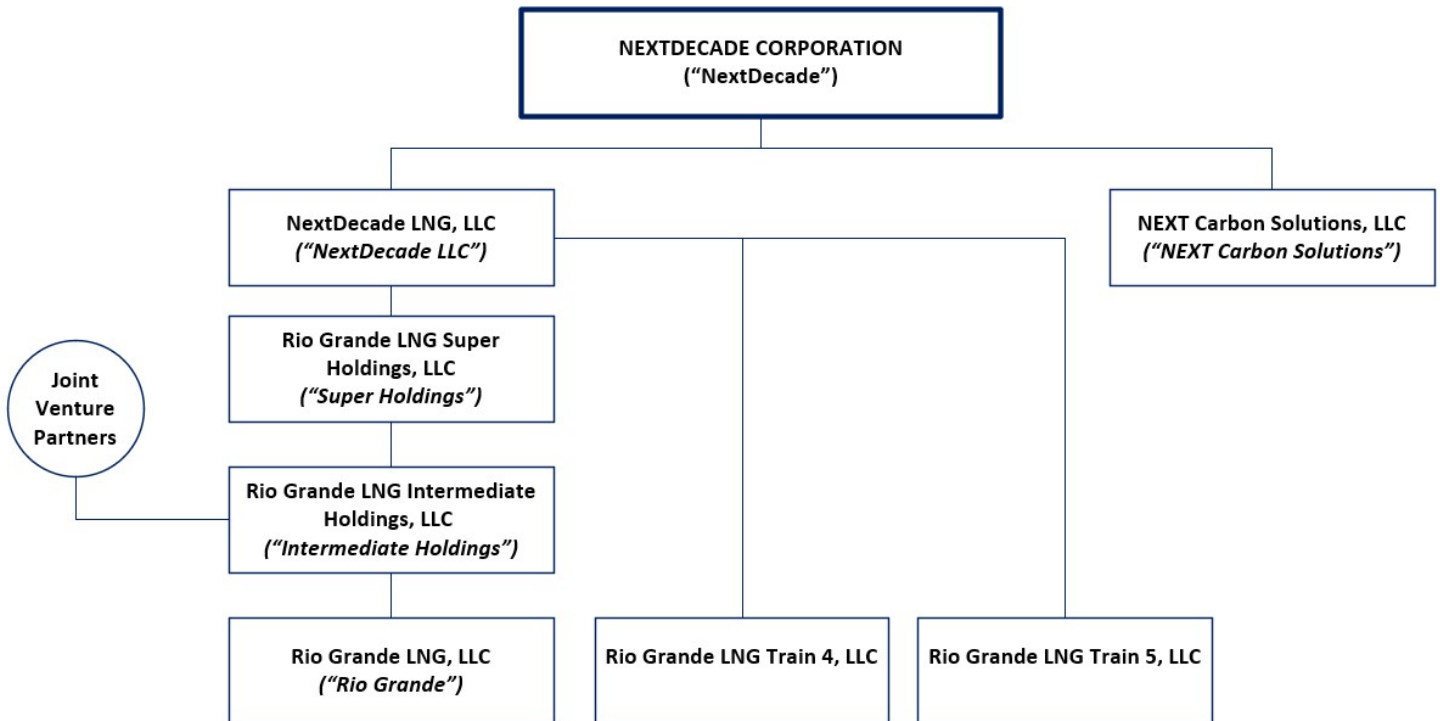 NEXTDECADE CORPORATION
(“NextDecade”)
NextDecade LNG, LLC
(“NextDecade LLC”)
NEXT Carbon Solutions, LLC
(“NEXT Carbon Solutions”)
Rio Grande LNG Super
Holdings, LLC
(“Super Holdings”)
Joint
Venture
Partners
Rio Grande LNG Intermediate
Holdings, LLC
(“Intermediate Holdings”)
Rio Grande LNG, LLC
(“Rio Grande”)
Rio Grande LNG Train 4, LLC
Rio Grande LNG Train 5, LLC